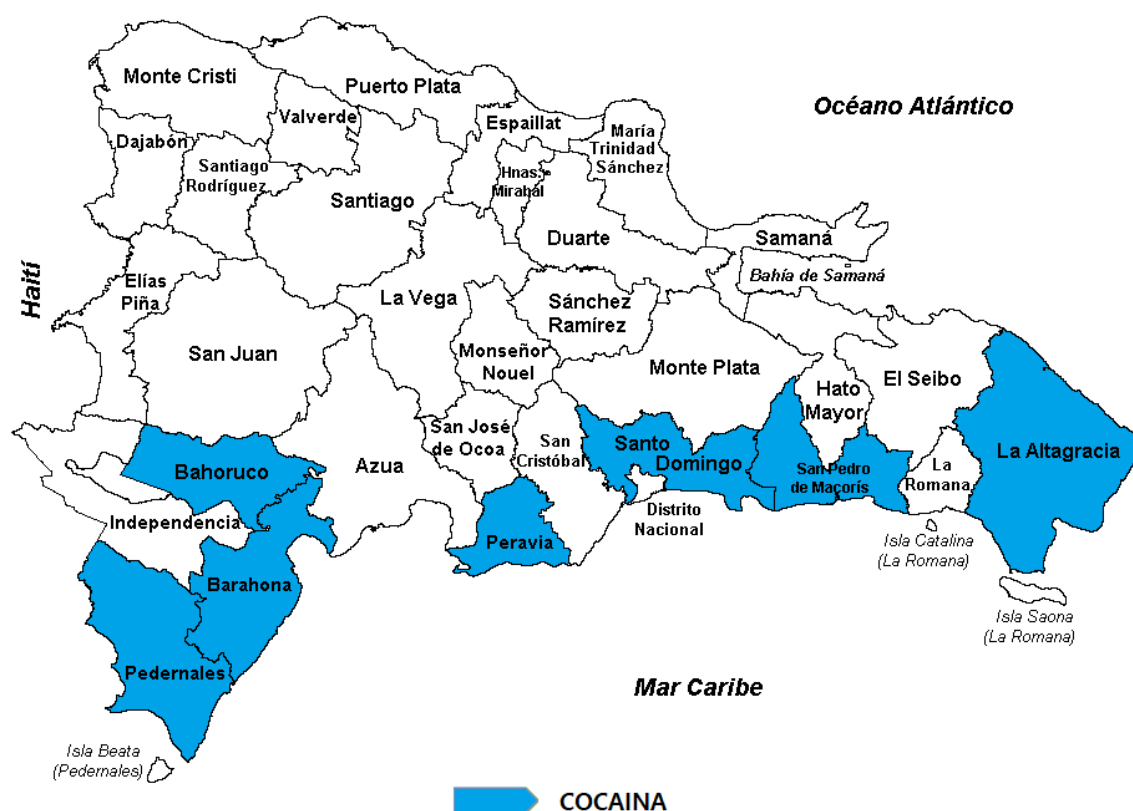 Monte Cristi
Puerto Plata
Océano Atlántico
Valverde
Espaillat
María
Trinidad
Sánchez
Dajabón
Santiago
Rodríguez
Hnas.
Mirabal
Santiago
Duarte
Samaná
Bahía de Samaná
Haití
Elías
Piña
La Vega
Sánchez
Ramírez
San Juan
Monseñor
Nouel
Monte Plata
El Seibo
Hato
Mayor
San José
de Ocoa
San
Cristóbal
Santo
Domingo
La Altagracia
Bahoruco
Azua
San Pedro
de Macorís
La
Romana
Independencia
Distrito
Nacional
Peravia
Isla Catalina
(La Romana)
Barahona
Isla Saona
(La Romana)
Pedernales
Mar Caribe
Isla Beata
(Pedernales)
COCAINA